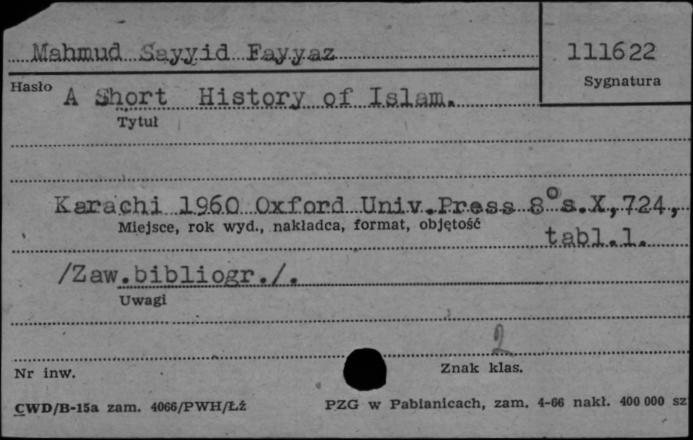 Mahmud Sayyid Fayyaz
111622
Hasło
Sygnatura
A Short History of Islam.
Tytuł
Karachi 1960 Oxford Univ.Press 8° s.X,724,
Miejsce, rok wyd., nakładca, format, objętość
tabl.1.
/Zaw.bibliogr./.
Uwagi
2
Nr inw.
Znak klas.
CWD/B-15a zam. 4066/PWH/Łź
PZG w Pabianicach, zam. 4-66 nakł. 400 000 sz